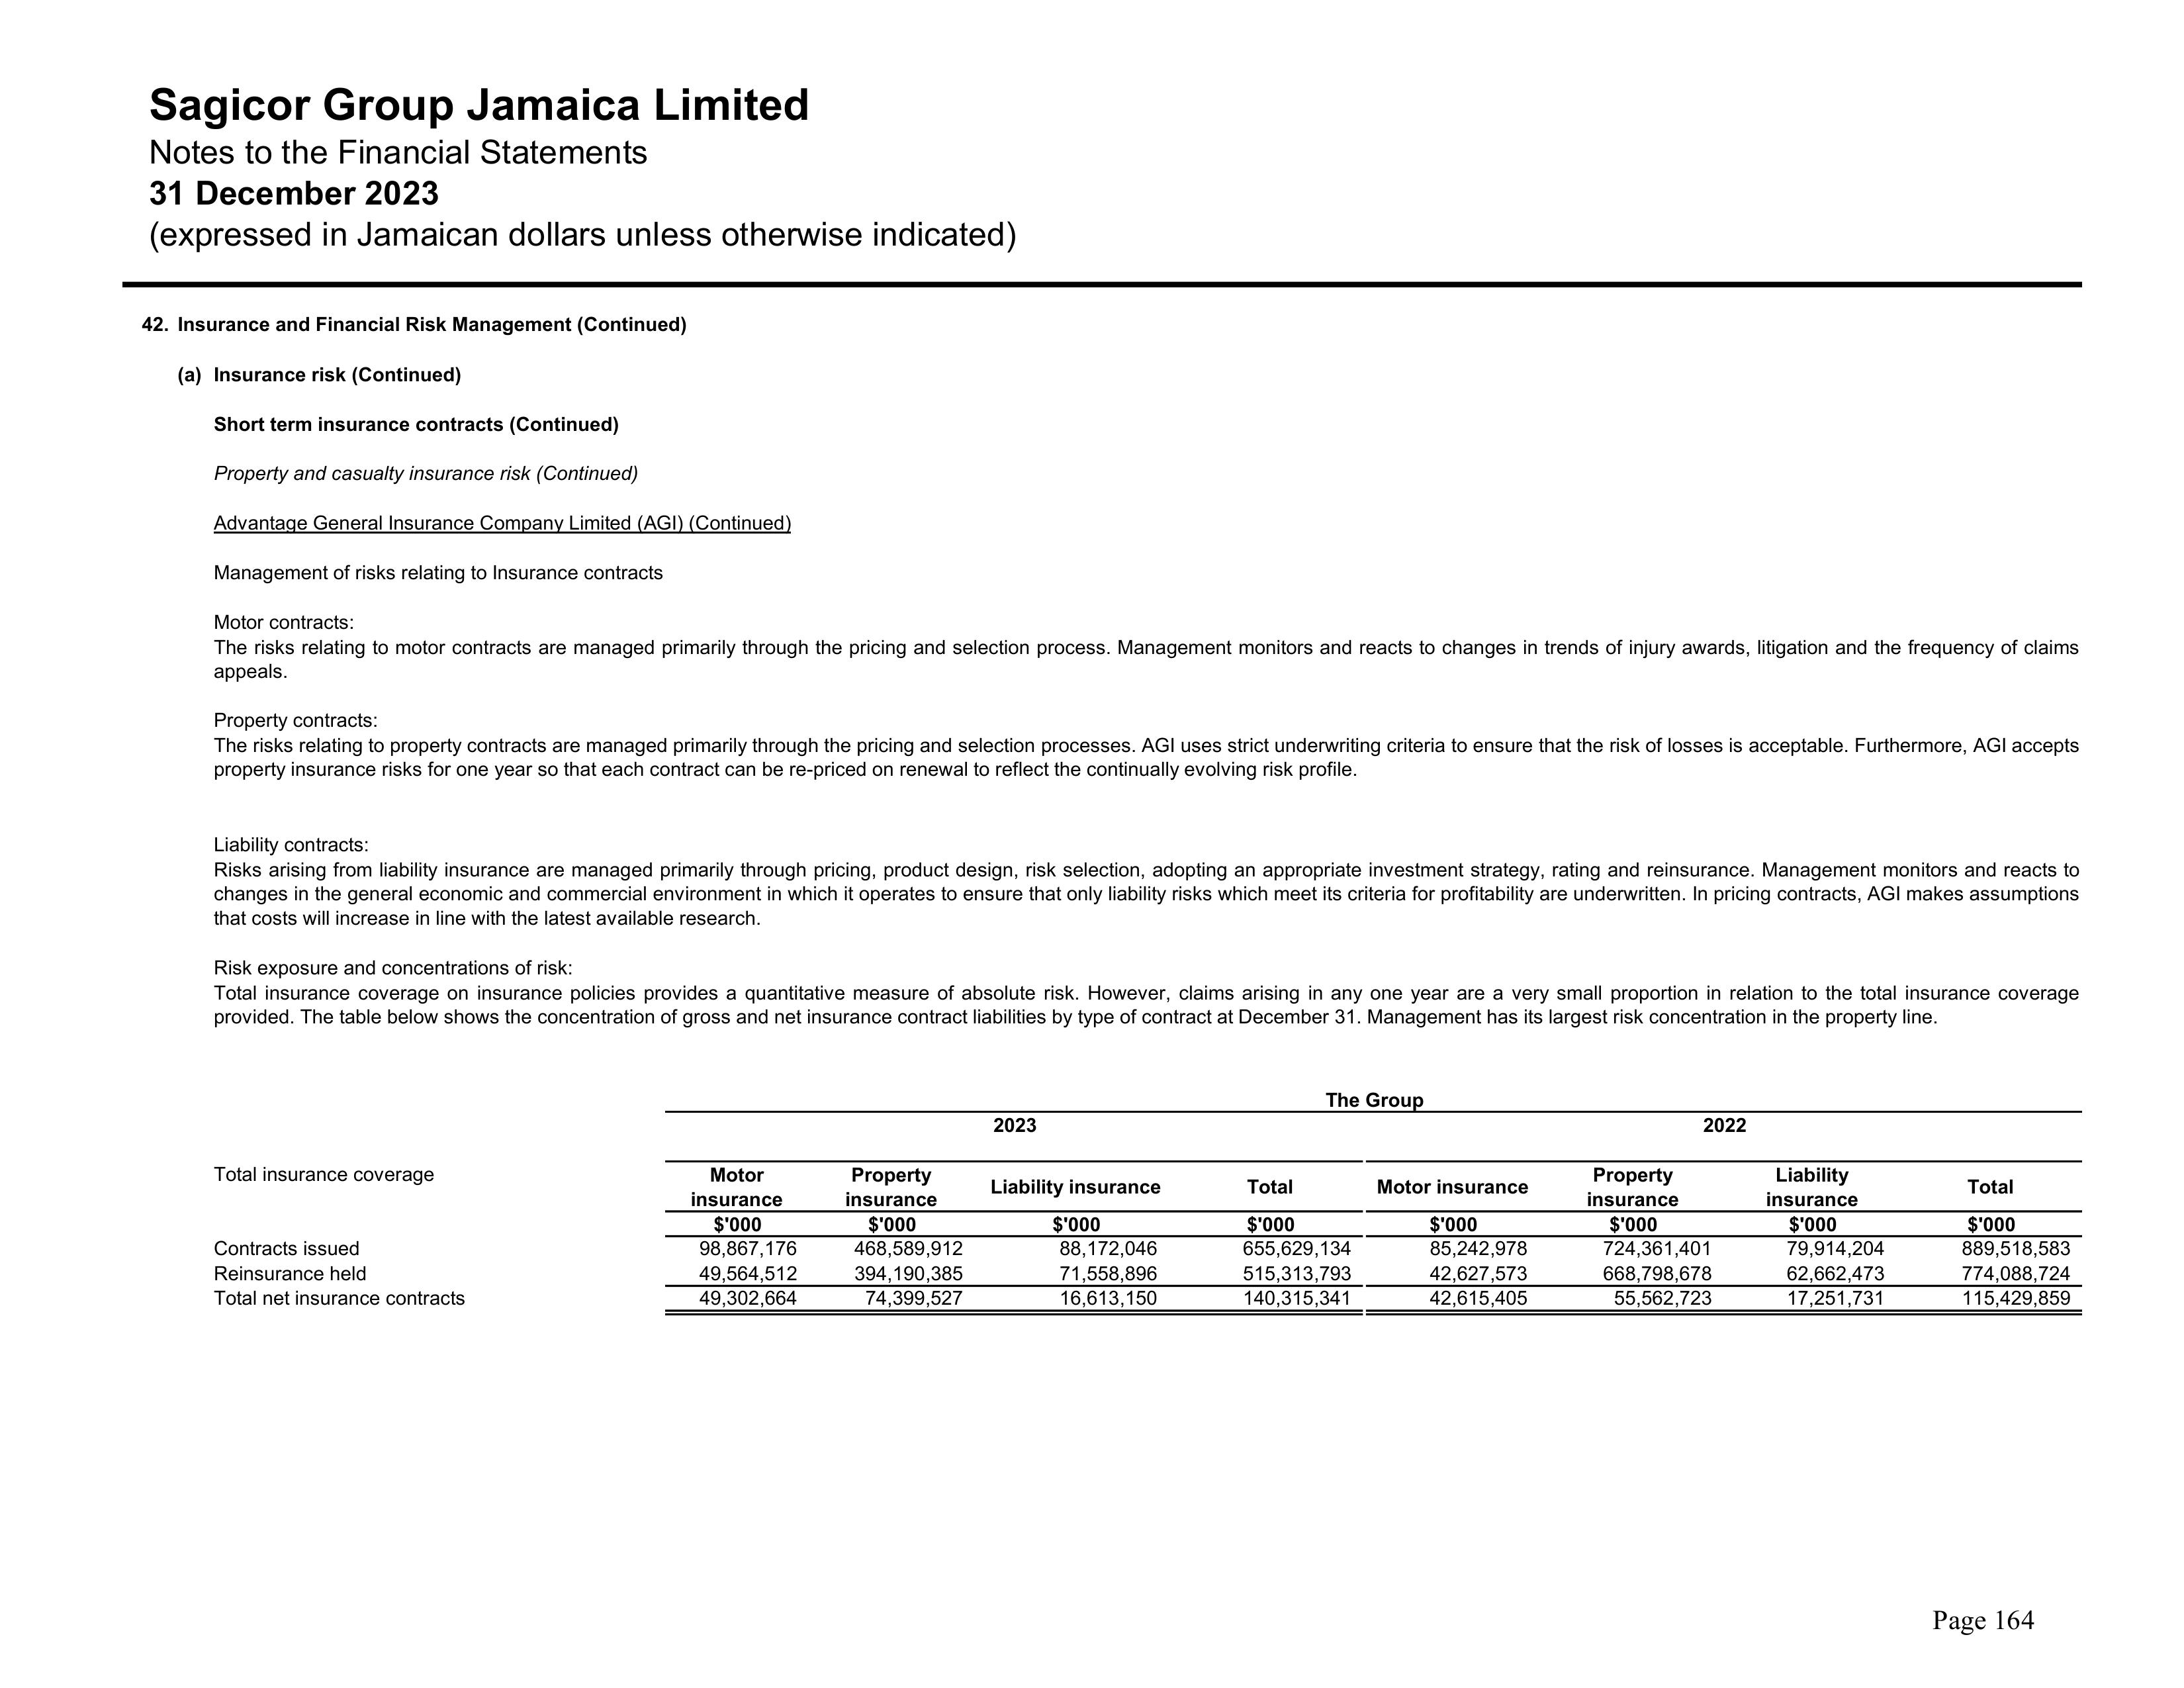 Sagicor Group Jamaica Limited
Notes to the Financial Statements
31 December 2023
(expressed in Jamaican dollars unless otherwise indicated)
42. Insurance and Financial Risk Management (Continued)
(a) Insurance risk (Continued)
Short term insurance contracts (Continued)
Property and casualty insurance risk (Continued)
Advantage General Insurance Company Limited (AGI) (Continued)
Management of risks relating to Insurance contracts
Motor contracts:
The risks relating to motor contracts are managed primarily through the pricing and selection process. Management monitors and reacts to changes in trends of injury awards, litigation and the frequency of claims
appeals.
Property contracts:
The risks relating to property contracts are managed primarily through the pricing and selection processes. AGI uses strict underwriting criteria to ensure that the risk of losses is acceptable. Furthermore, AGI accepts
property insurance risks for one year so that each contract can be re-priced on renewal to reflect the continually evolving risk profile.
Liability contracts:
Risks arising from liability insurance are managed primarily through pricing, product design, risk selection, adopting an appropriate investment strategy, rating and reinsurance. Management monitors and reacts to
changes in the general economic and commercial environment in which it operates to ensure that only liability risks which meet its criteria for profitability are underwritten. In pricing contracts, AGI makes assumptions
that costs will increase in line with the latest available research.
Risk exposure and concentrations of risk:
Total insurance coverage on insurance policies provides a quantitative measure of absolute risk. However, claims arising in any one year are a very small proportion in relation to the total insurance coverage
provided. The table below shows the concentration of gross and net insurance contract liabilities by type of contract at December 31. Management has its largest risk concentration in the property line.
The Group
2023 2022
Total insurance coverage Motor insurance Property insurance Liability insurance Total Motor insurance Property insurance Liability insurance Total
$'000 $'000 $'000 $'000 $'000 $'000 $'000 $'000
Contracts issued 98,867,176 468,589,912 88,172,046 655,629,134 85,242,978 724,361,401 79,914,204 889,518,583
Reinsurance held 49,564,512 394,190,385 71,558,896 515,313,793 42,627,573 668,798,678 62,662,473 774,088,724
Total net insurance contracts 49,302,664 74,399,527 16,613,150 140,315,341 42,615,405 55,562,723 17,251,731 115,429,859
Page 164